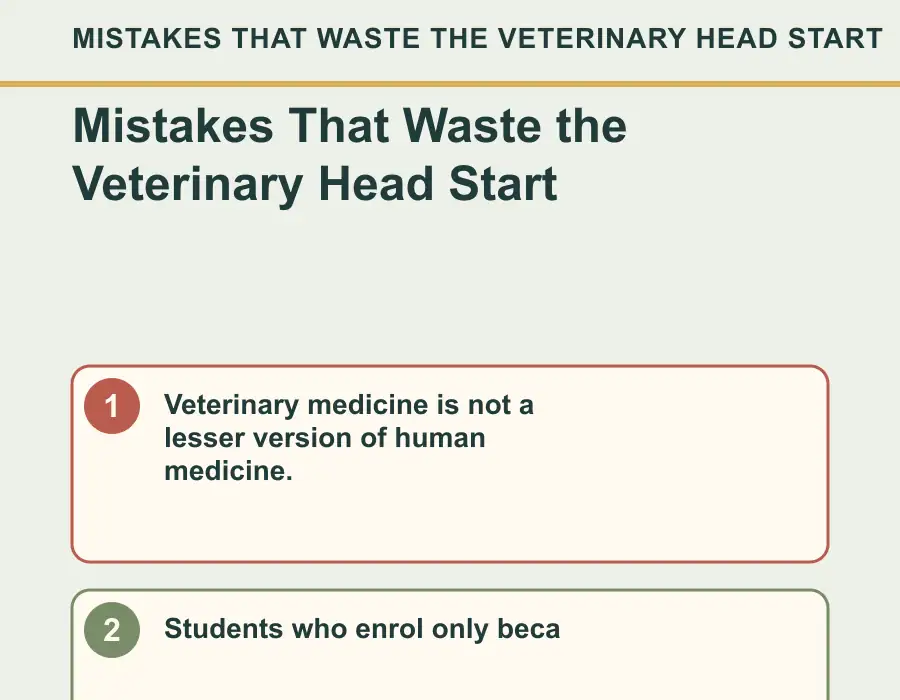 MISTAKES THAT WASTE THE VETERINARY HEAD START
Mistakes That Waste the
Veterinary Head Start
1
Veterinary medicine is not a
lesser version of human
medicine.
2
Students who enrol only beca